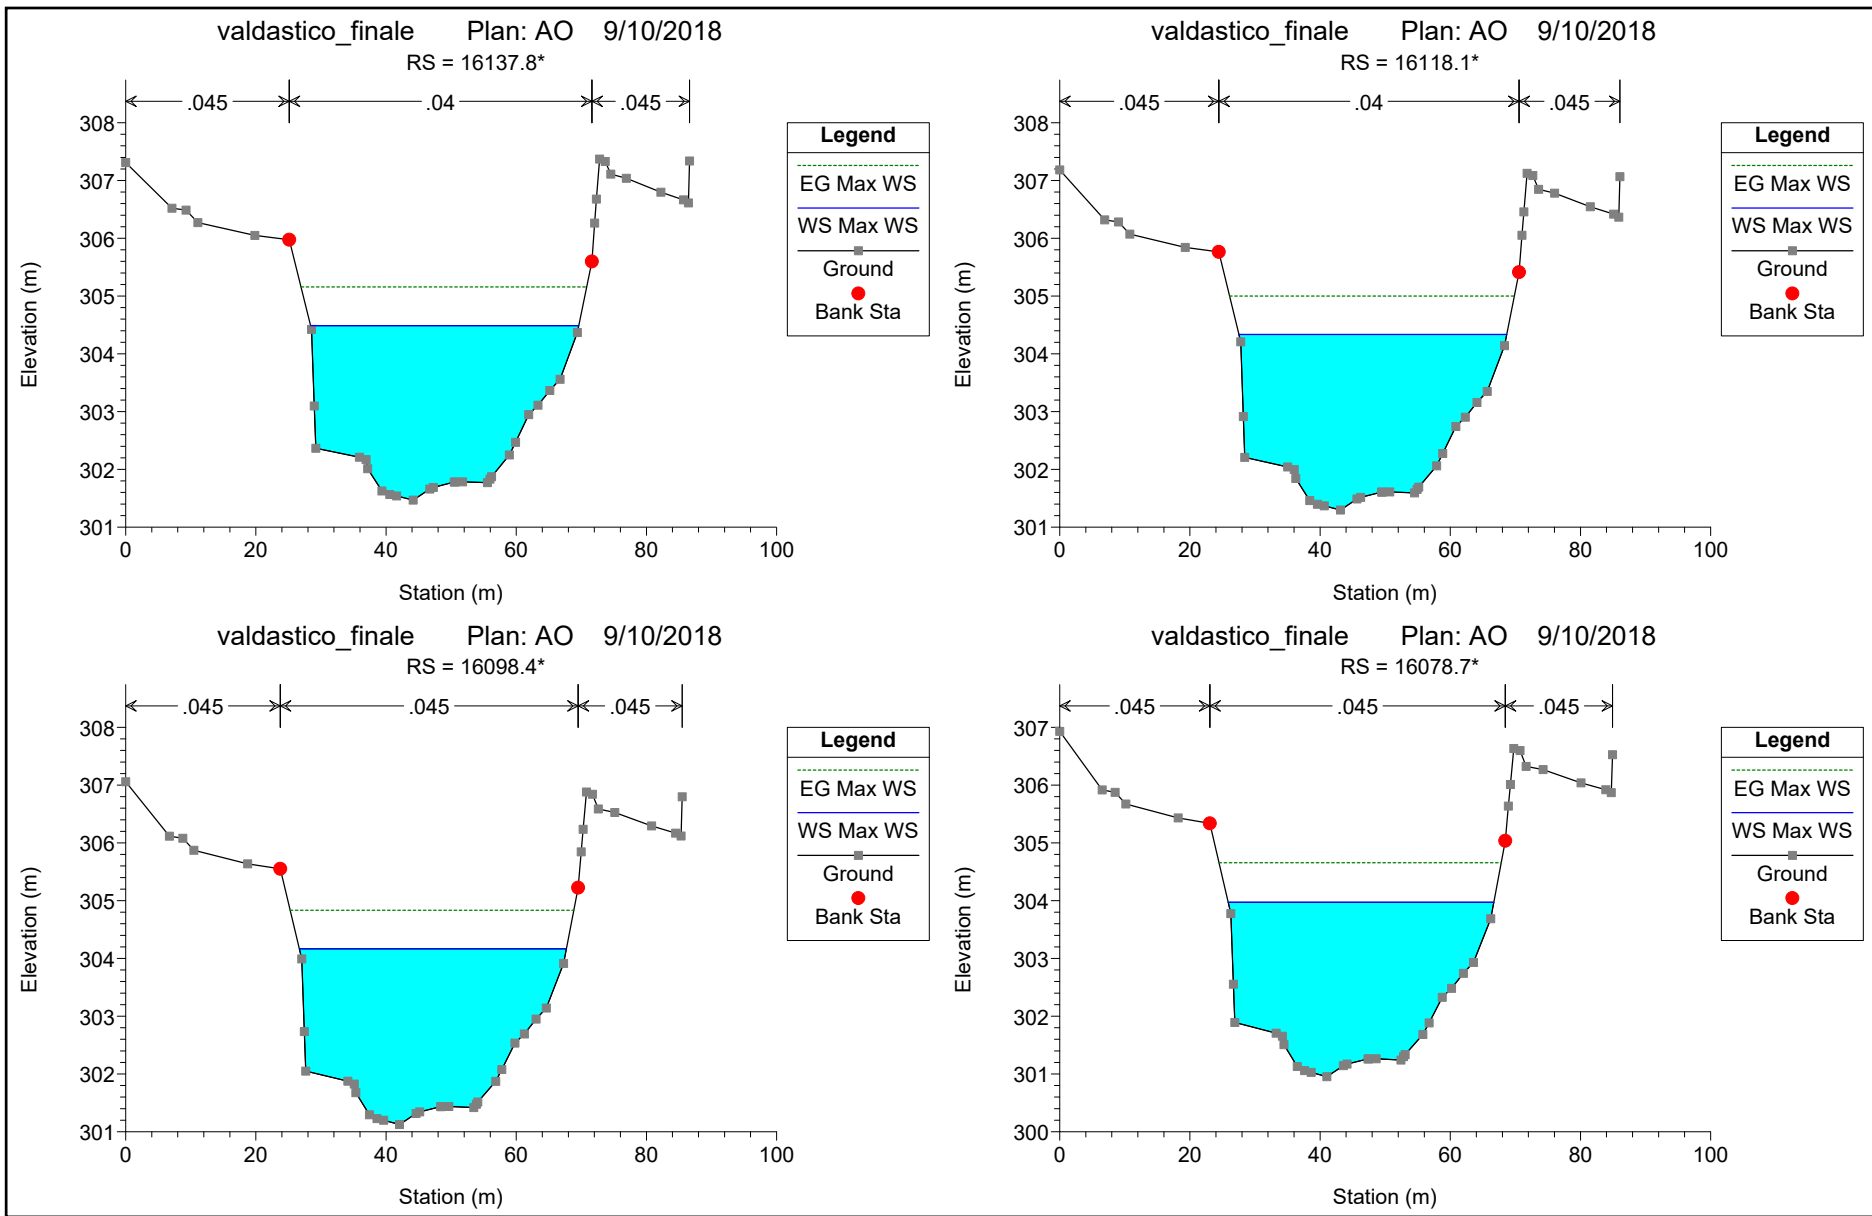 valdastico_finale Plan: AO 9/10/2018
RS = 16137.8*
.045 .04 .045
308
307
306
305
304
303
302
301
Elevation (m)
0 20 40 60 80 100
Station (m)
Legend
EG Max WS
WS Max WS
Ground
Bank Sta
valdastico_finale Plan: AO 9/10/2018
RS = 16118.1*
.045 .04 .045
308
307
306
305
304
303
302
301
Elevation (m)
0 20 40 60 80 100
Station (m)
Legend
EG Max WS
WS Max WS
Ground
Bank Sta
valdastico_finale Plan: AO 9/10/2018
RS = 16098.4*
.045 .045 .045
308
307
306
305
304
303
302
301
Elevation (m)
0 20 40 60 80 100
Station (m)
Legend
EG Max WS
WS Max WS
Ground
Bank Sta
valdastico_finale Plan: AO 9/10/2018
RS = 16078.7*
.045 .045 .045
307
306
305
304
303
302
301
300
Elevation (m)
0 20 40 60 80 100
Station (m)
Legend
EG Max WS
WS Max WS
Ground
Bank Sta